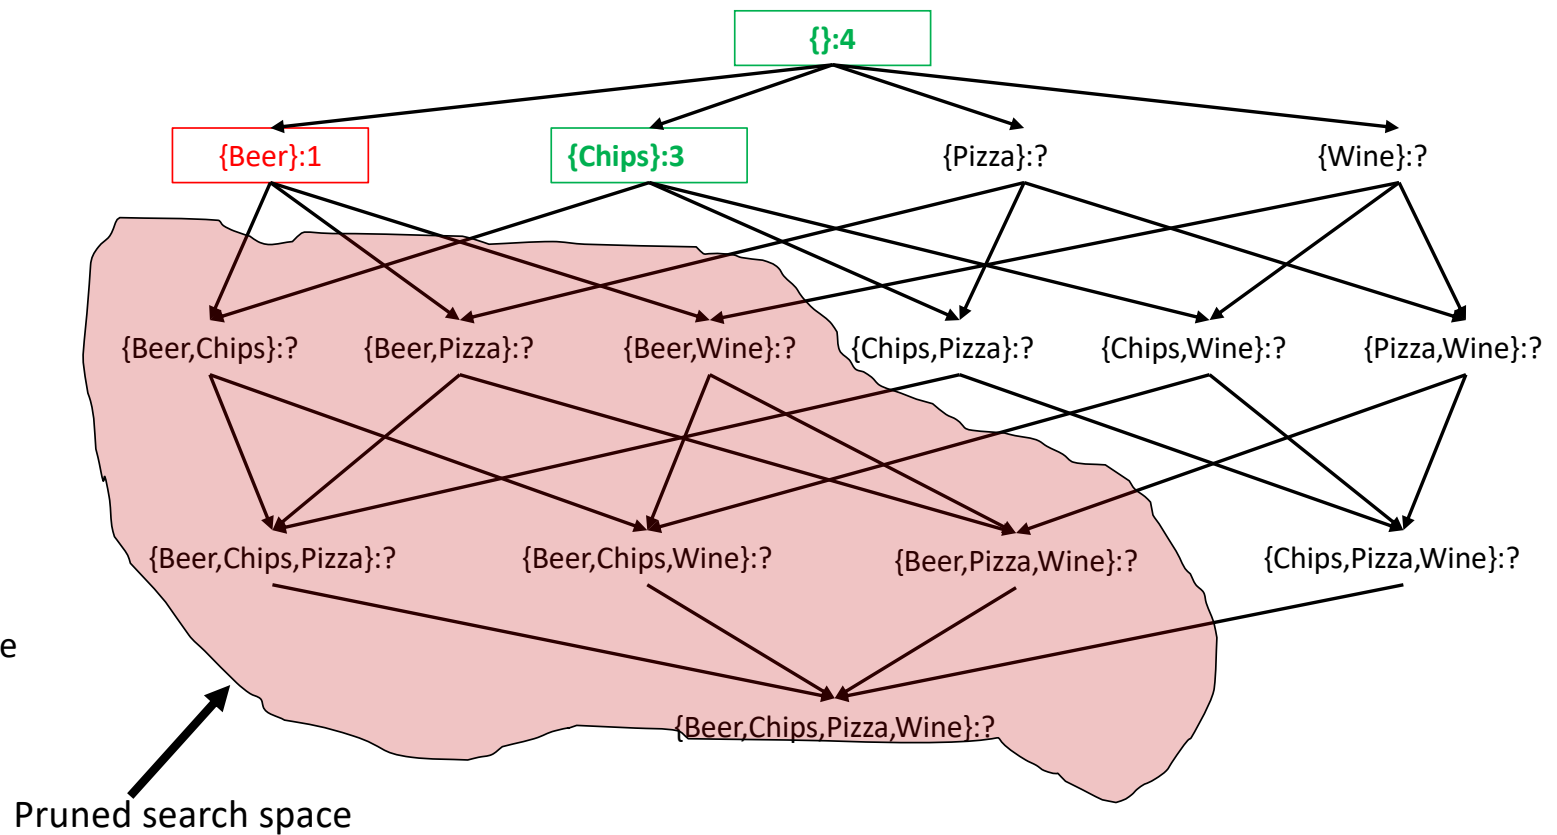 {}:4
{Beer}:1 {Chips}:3 {Pizza}:? {Wine}:?
{Beer,Chips}:? {Beer,Pizza}:? {Beer,Wine}:? {Chips,Pizza}:? {Chips,Wine}:? {Pizza,Wine}:?
{Beer,Chips,Pizza}:? {Beer,Chips,Wine}:? {Beer,Pizza,Wine}:? {Chips,Pizza,Wine}:?
e
{Beer,Chips,Pizza,Wine}:?
Pruned search space